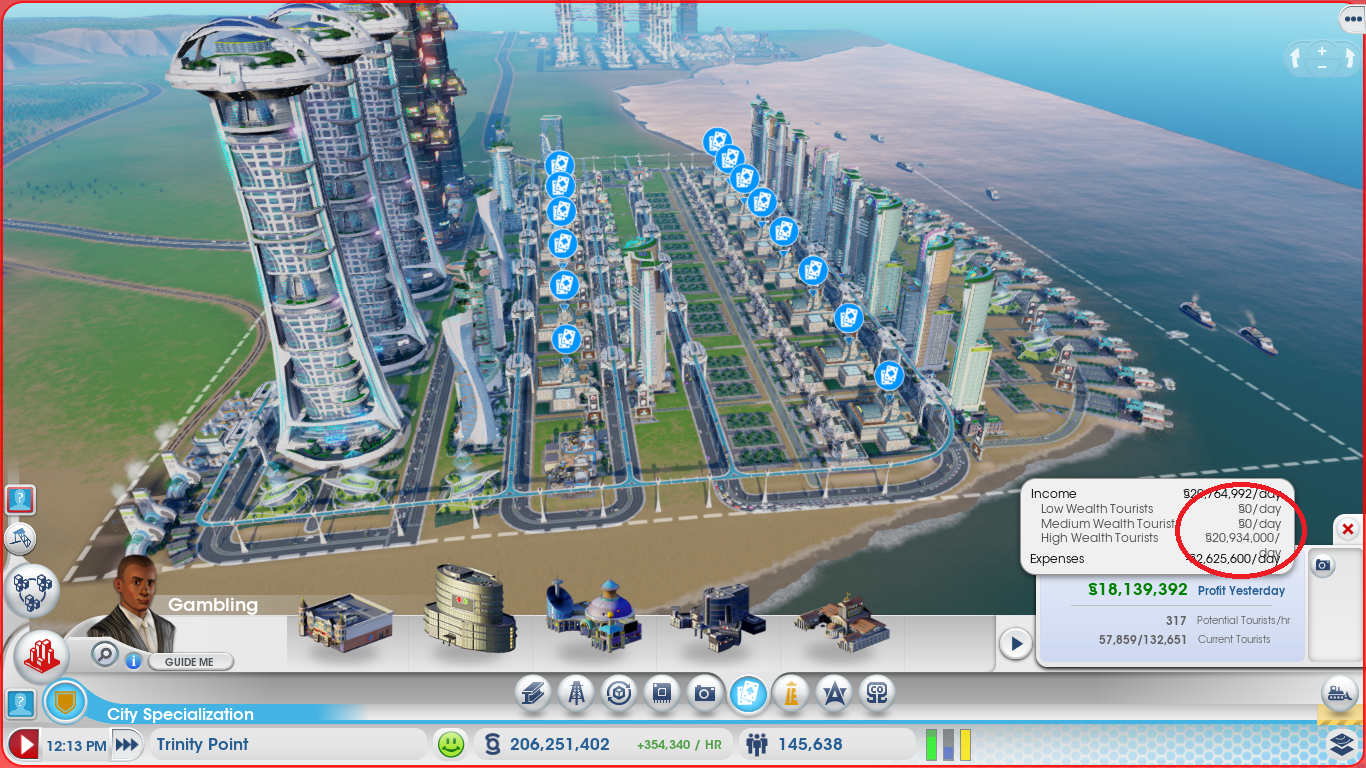 Income §20,764,992/day
Low Wealth Tourists §0/day
Medium Wealth Tourist §0/day
High Wealth Tourists §20,934,000/
day
Expenses §2,625,600/day
§18,139,392 Profit Yesterday
317 Potential Tourists/hr
57,859/132,651 Current Tourists
Gambling
GUIDE ME
City Specialization
12:13 PM
Trinity Point
206,251,402
+354,340 / HR
145,638